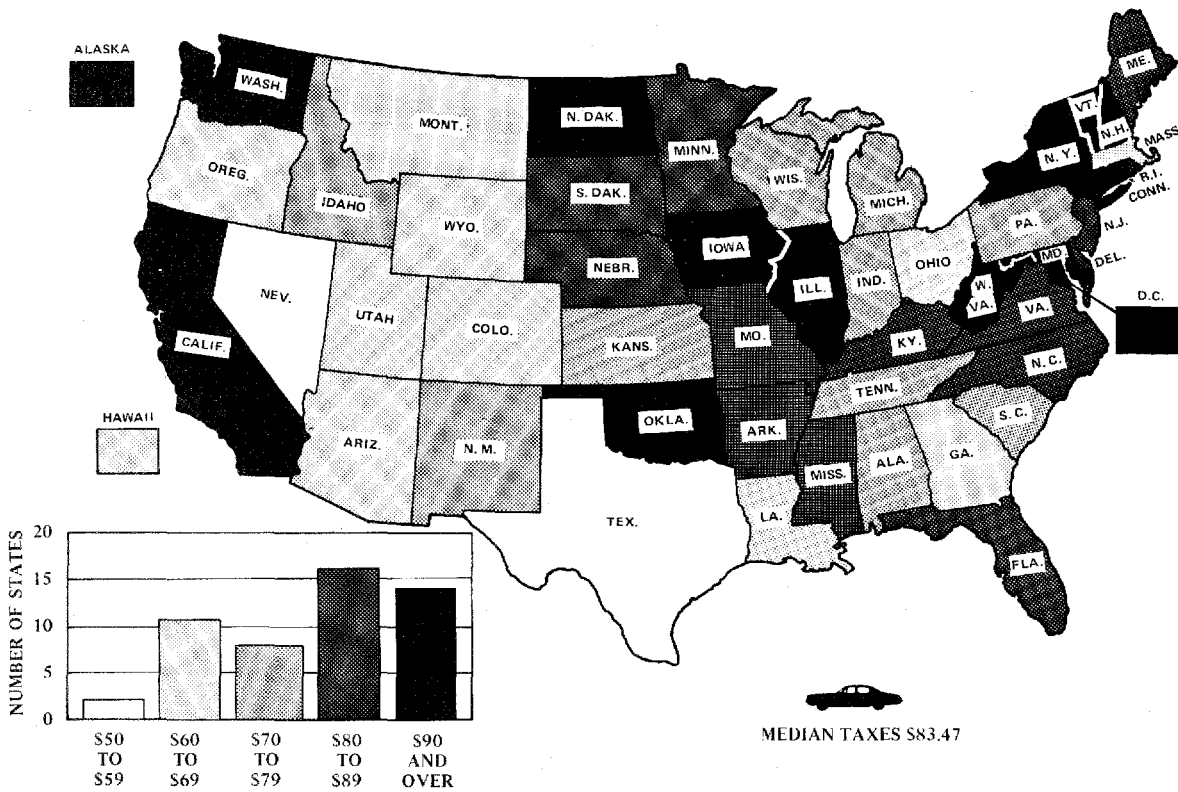 ALASKA
WASH.
MONT.
N. DAK.
MINN.
ME.
VT.
N.H.
MASS
N. Y.
R.I.
CONN.
OREG.
IDAHO
WYO.
S. DAK.
WIS.
MICH.
PA.
N.J.
NEBR.
IOWA
ILL.
IND.
OHIO
MD.
DEL.
D.C.
NEV.
UTAH
COLO.
KANS.
MO.
W.
VA.
VA.
KY.
CALIF.
N. C.
TENN.
HAWAII
ARIZ.
N. M.
OKLA.
ARK.
S. C.
MISS.
ALA.
GA.
TEX.
LA.
FLA.
NUMBER OF STATES
20
15
10
5
0
$50 TO $59
$60 TO $69
$70 TO $79
$80 TO $89
$90 AND OVER
MEDIAN TAXES $83.47